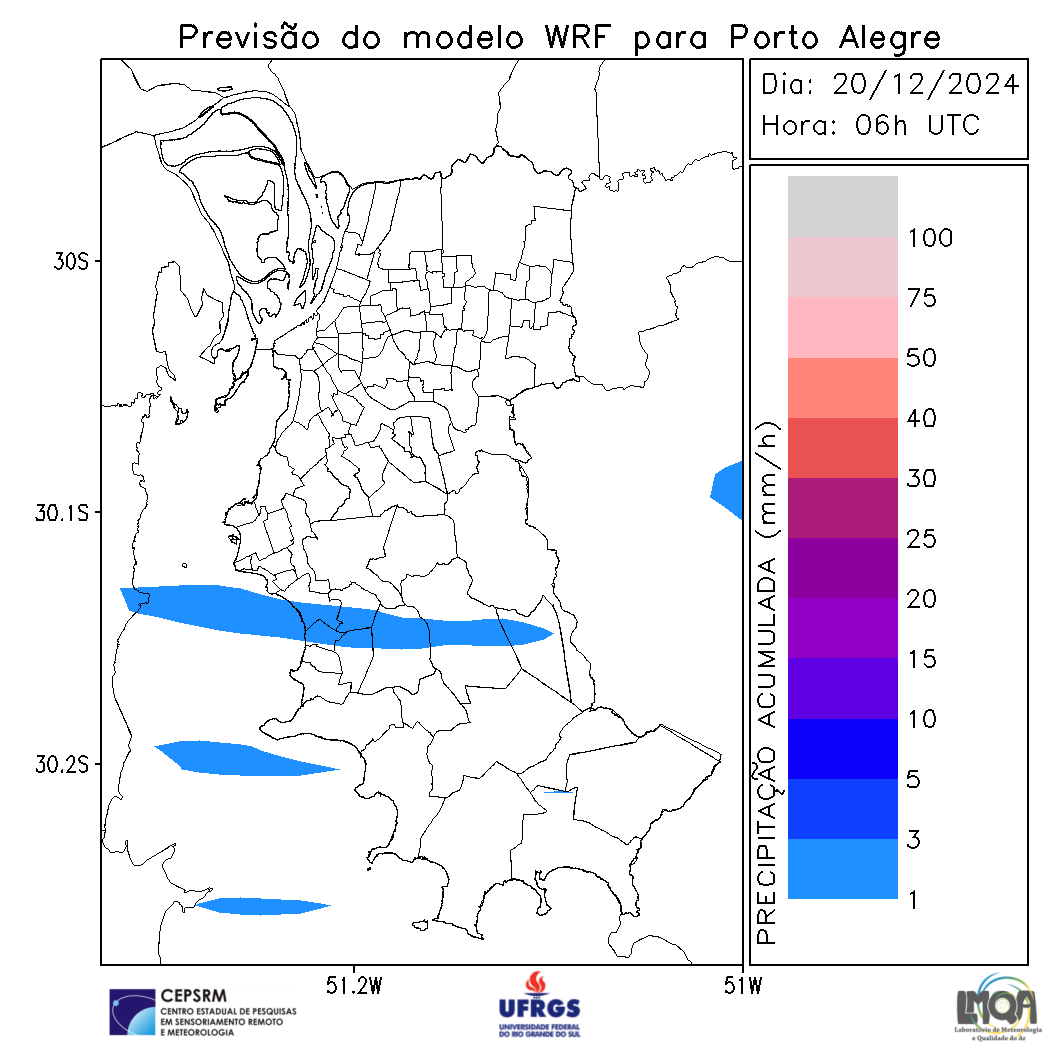 Previsão do modelo WRF para Porto Alegre
Dia: 20/12/2024
Hora: 06h UTC
30S
30.1S
30.2S
51.2W
51W
PRECIPITAÇÃO ACUMULADA (mm/h)
100
75
50
40
30
25
20
15
10
5
3
1
CEPSRM
CENTRO ESTADUAL DE PESQUISAS
EM SENSORIAMENTO REMOTO
E METEOROLOGIA
UFRGS
UNIVERSIDADE FEDERAL
DO RIO GRANDE DO SUL
LMQA
Laboratório de Meteorologia
e Qualidade do Ar